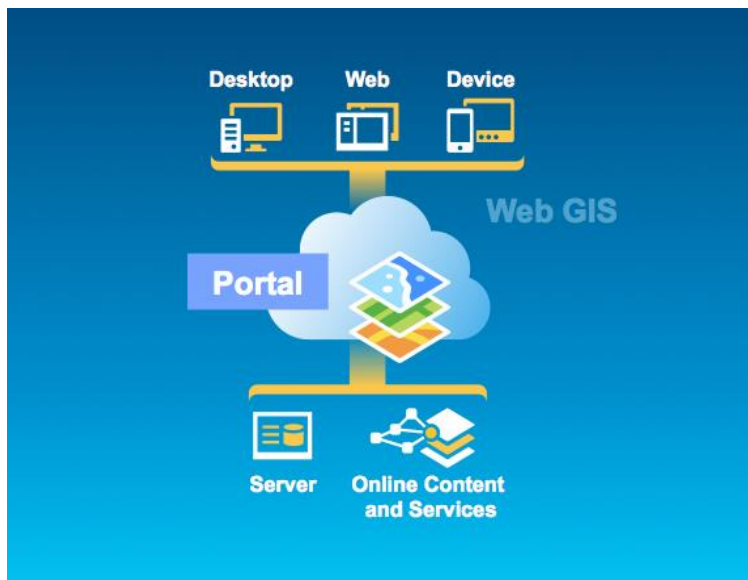 Desktop Web Device
Web GIS
Portal
Server Online Content
and Services